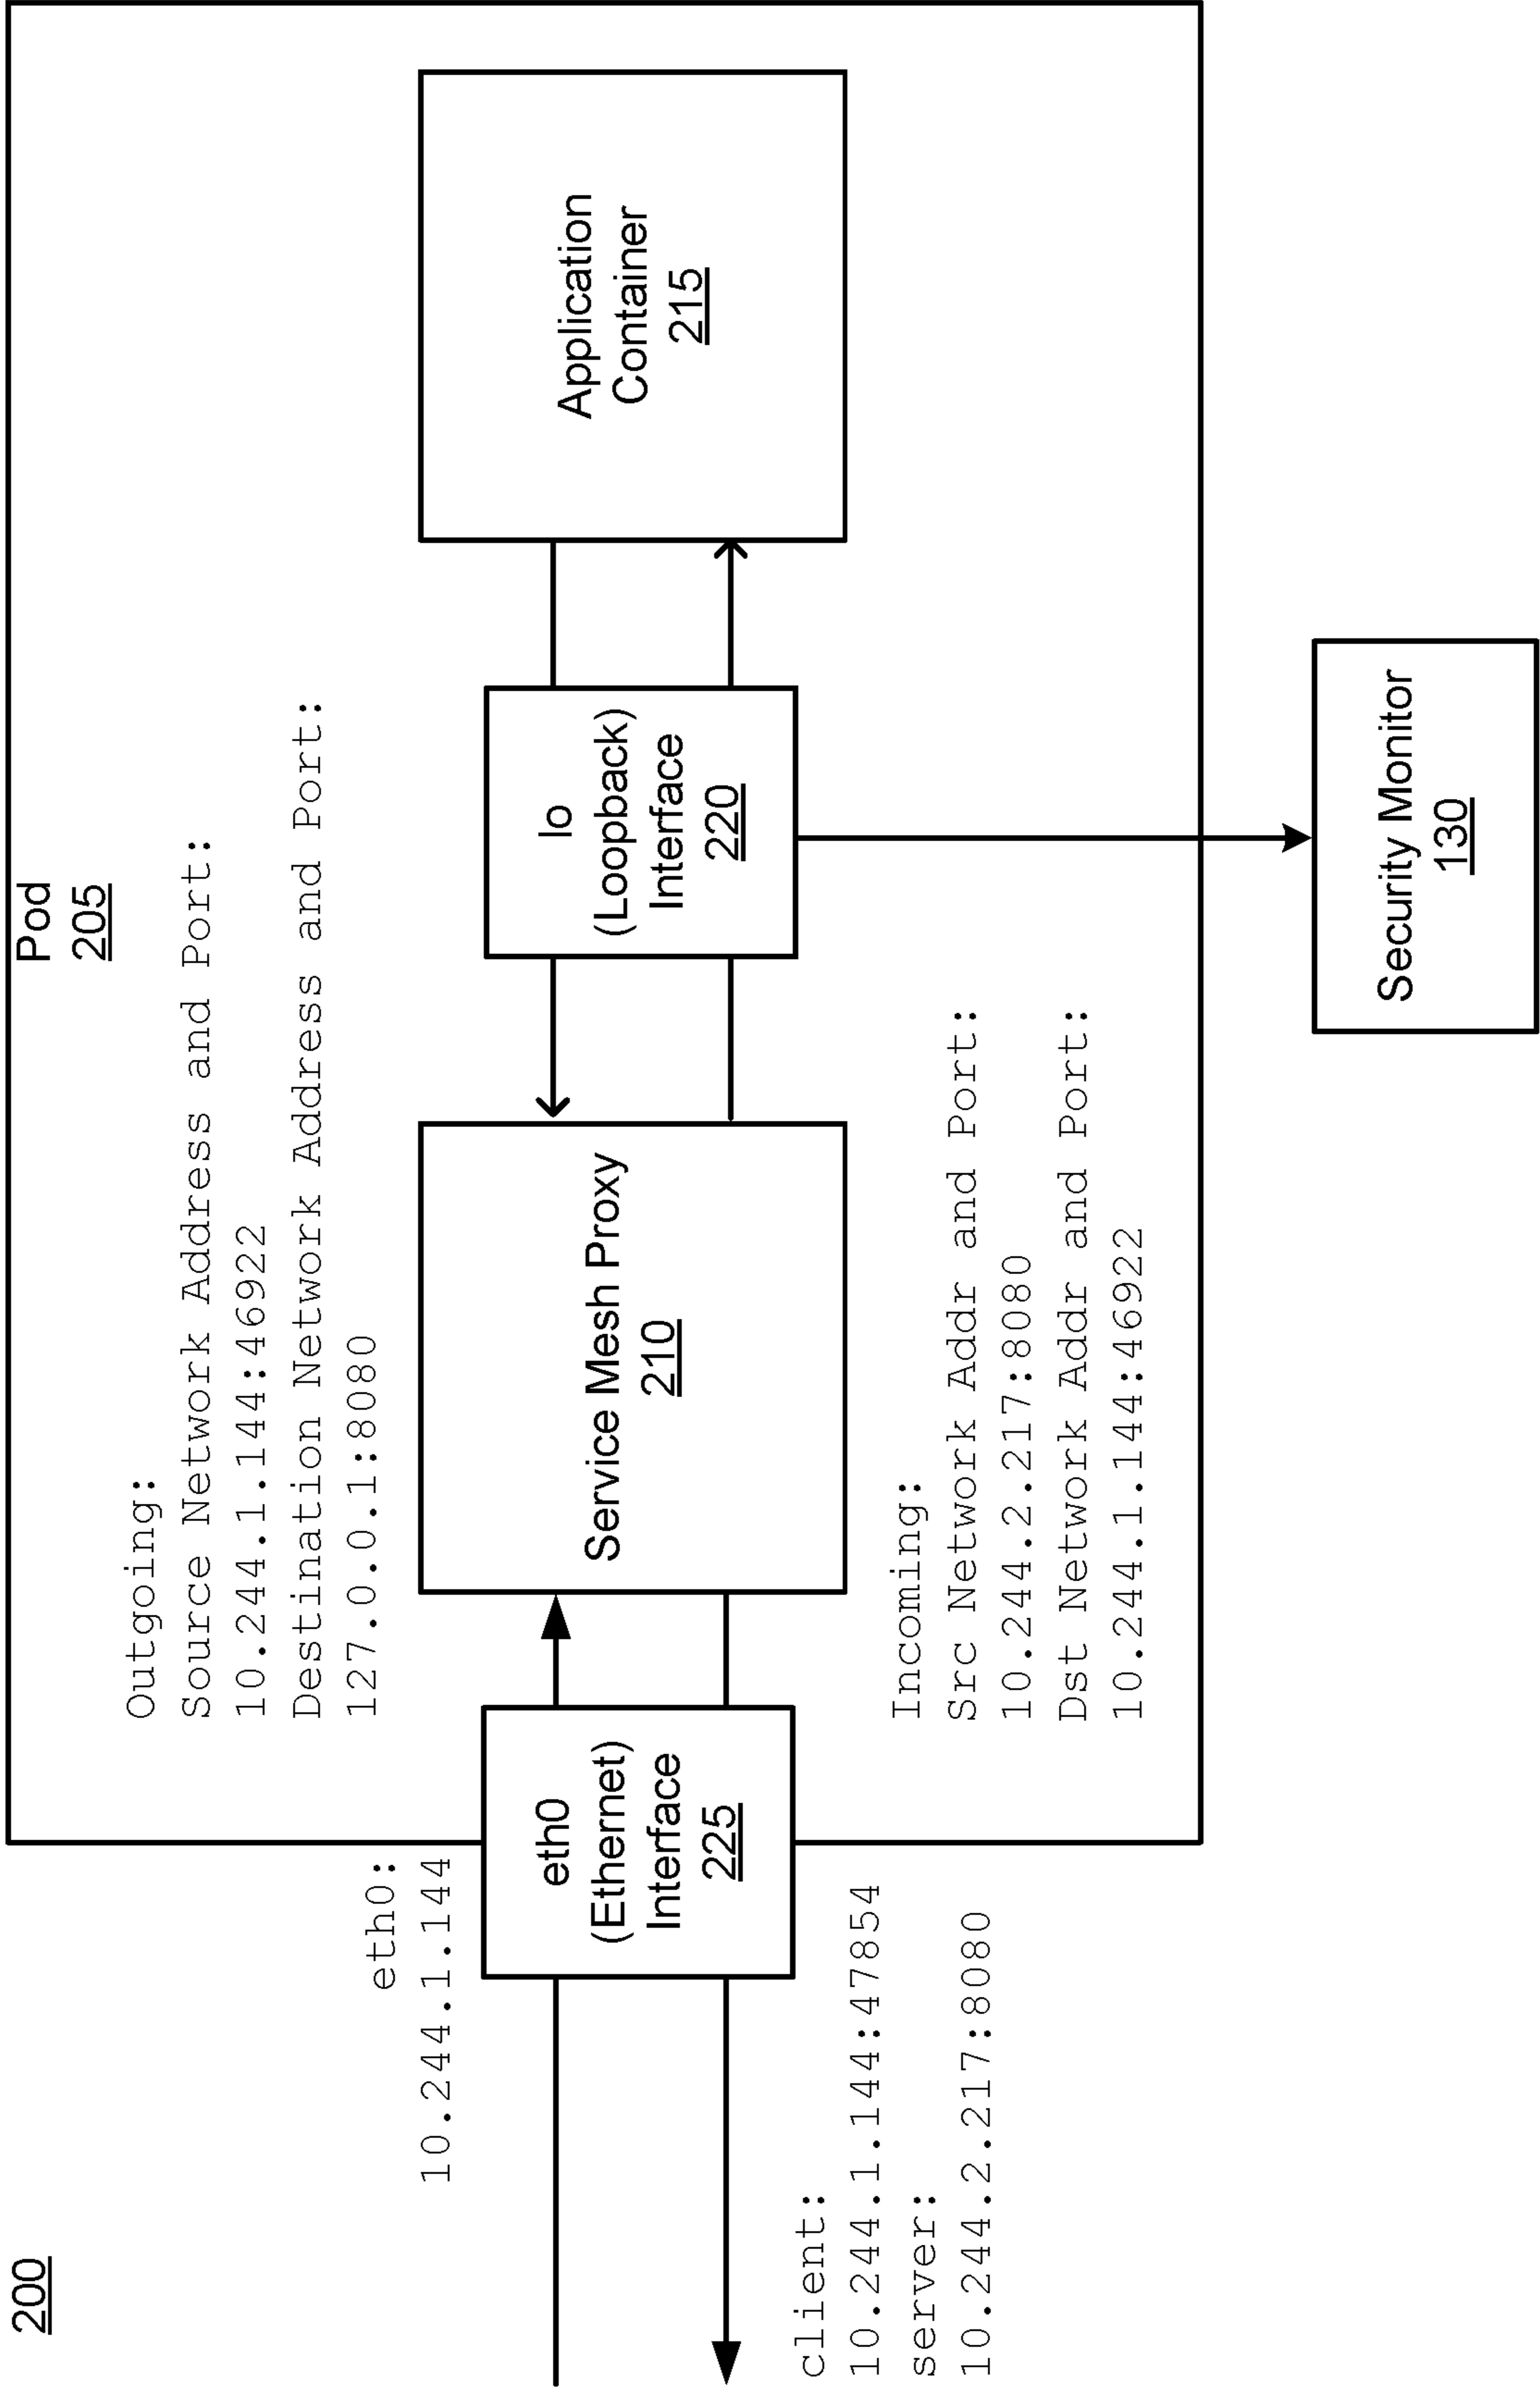 200
Pod
205
Outgoing:
Source Network Address and Port:
10.244.1.144:46922
Destination Network Address and Port:
127.0.0.1:8080
eth0:
10.244.1.144
eth0
(Ethernet)
Interface
225
Service Mesh Proxy
210
lo
(Loopback)
Interface
220
Application
Container
215
client:
10.244.1.144:47854
server:
10.244.2.217:8080
Incoming:
Src Network Addr and Port:
10.244.2.217:8080
Dst Network Addr and Port:
10.244.1.144:46922
Security Monitor
130